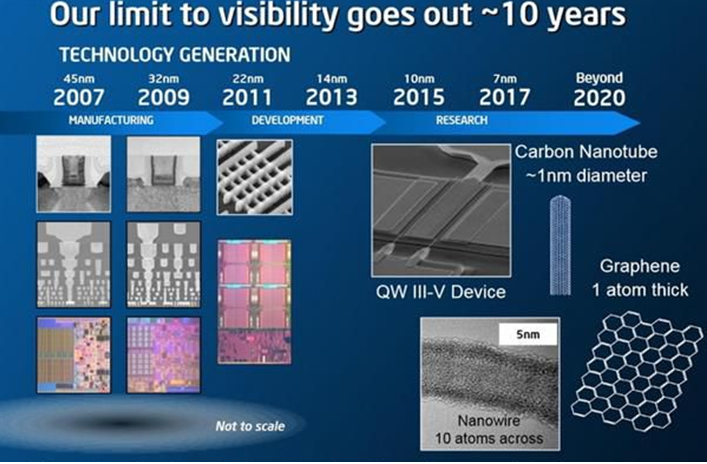 Our limit to visibility goes out ~10 years
TECHNOLOGY GENERATION
45nm 32nm 22nm 14nm 10nm 7nm Beyond
2007 2009 2011 2013 2015 2017 2020
MANUFACTURING DEVELOPMENT RESEARCH
Carbon Nanotube
~1nm diameter
QW III-V Device
Graphene
1 atom thick
5nm
Nanowire
10 atoms across
Not to scale